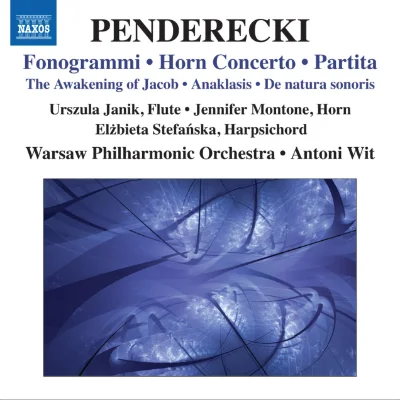 NAXOS
PENDERECKI
Fonogrammi • Horn Concerto • Partita
The Awakening of Jacob • Anaklasis • De natura sonoris
Urszula Janik, Flute • Jennifer Montone, Horn
Elżbieta Stefańska, Harpsichord
Warsaw Philharmonic Orchestra • Antoni Wit